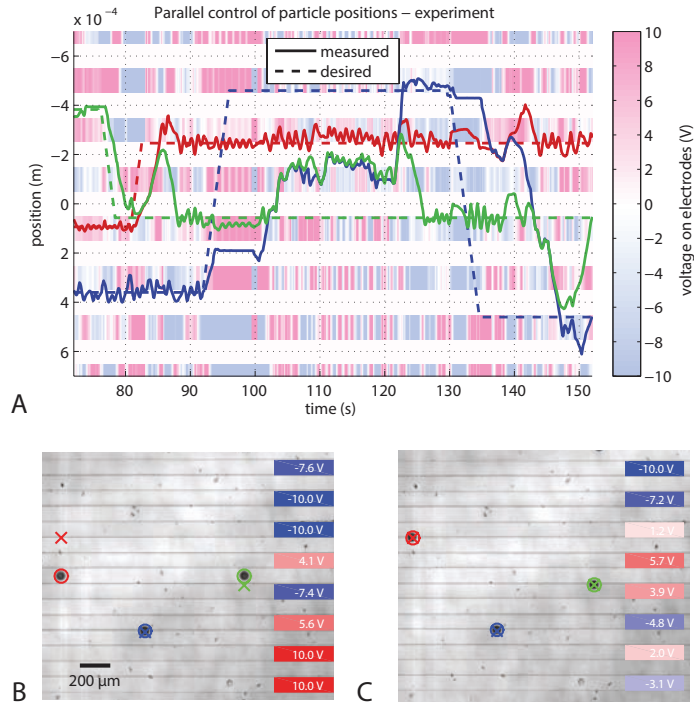 Parallel control of particle positions – experiment
x 10⁻⁴
measured
desired
−6
−4
−2
0
2
4
6
position (m)
80
90
100
110
120
130
140
150
time (s)
10
8
6
4
2
0
−2
−4
−6
−8
−10
voltage on electrodes (V)
A
-7.6 V
-10.0 V
-10.0 V
4.1 V
-7.4 V
5.6 V
10.0 V
10.0 V
200 µm
B
-10.0 V
-7.2 V
1.2 V
5.7 V
3.9 V
-4.8 V
2.0 V
-3.1 V
C